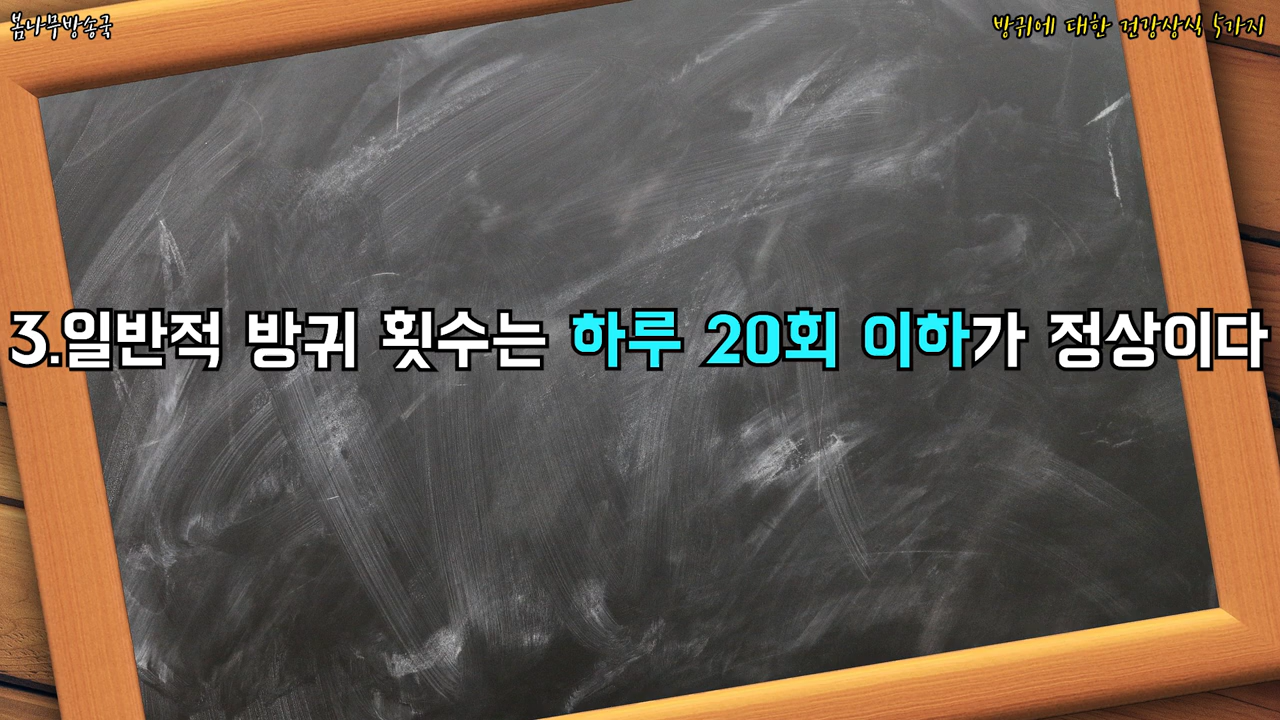 봄나무방송국
방귀에 대한 건강상식 5가지
3.일반적 방귀 횟수는 하루 20회 이하가 정상이다